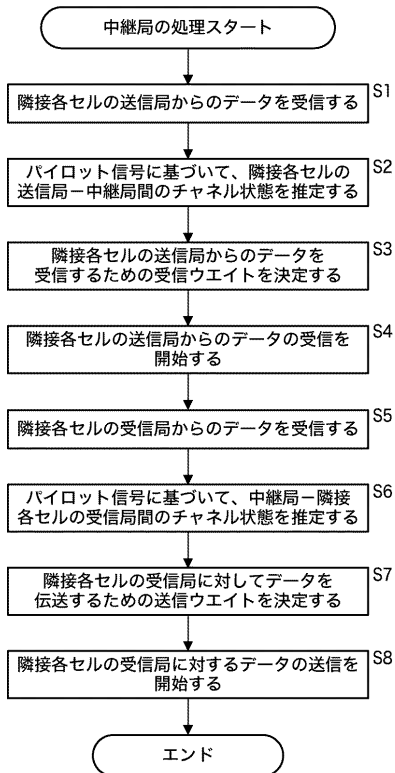 中継局の処理スタート
S1
隣接各セルの送信局からのデータを受信する
S2
パイロット信号に基づいて、隣接各セルの
送信局－中継局間のチャネル状態を推定する
S3
隣接各セルの送信局からのデータを
受信するための受信ウエイトを決定する
S4
隣接各セルの送信局からのデータの受信を
開始する
S5
隣接各セルの受信局からのデータを受信する
S6
パイロット信号に基づいて、中継局－隣接
各セルの受信局間のチャネル状態を推定する
S7
隣接各セルの受信局に対してデータを
伝送するための送信ウエイトを決定する
S8
隣接各セルの受信局に対するデータの送信を
開始する
エンド